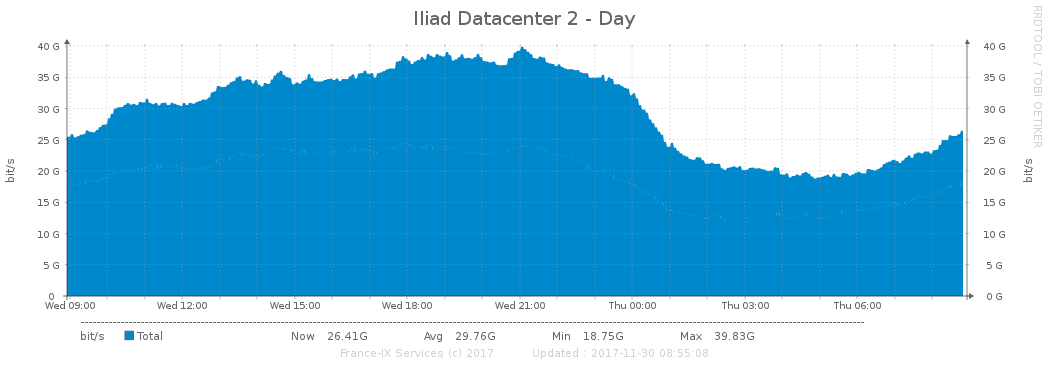 Iliad Datacenter 2 - Day
RRDTOOL / TOBI OETIKER
40 G 40 G
35 G 35 G
30 G 30 G
25 G 25 G
20 G 20 G
15 G 15 G
10 G 10 G
5 G 5 G
0 0 G
bit/s bit/s
Wed 09:00 Wed 12:00 Wed 15:00 Wed 18:00 Wed 21:00 Thu 00:00 Thu 03:00 Thu 06:00
bit/s Total Now 26.41G Avg 29.76G Min 18.75G Max 39.83G
France-IX Services (c) 2017 Updated : 2017-11-30 08:55:08